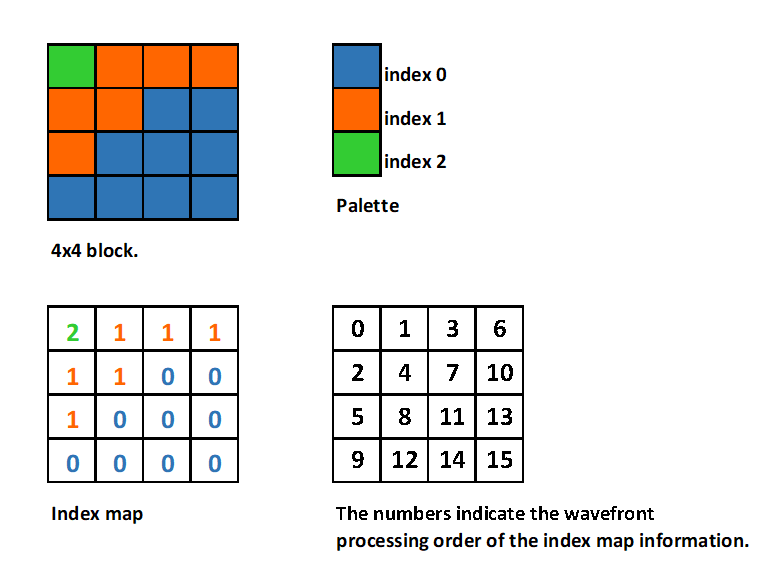 index 0
index 1
index 2
Palette
4x4 block.
2 1 1 1
1 1 0 0
1 0 0 0
0 0 0 0
Index map
0 1 3 6
2 4 7 10
5 8 11 13
9 12 14 15
The numbers indicate the wavefront
processing order of the index map information.